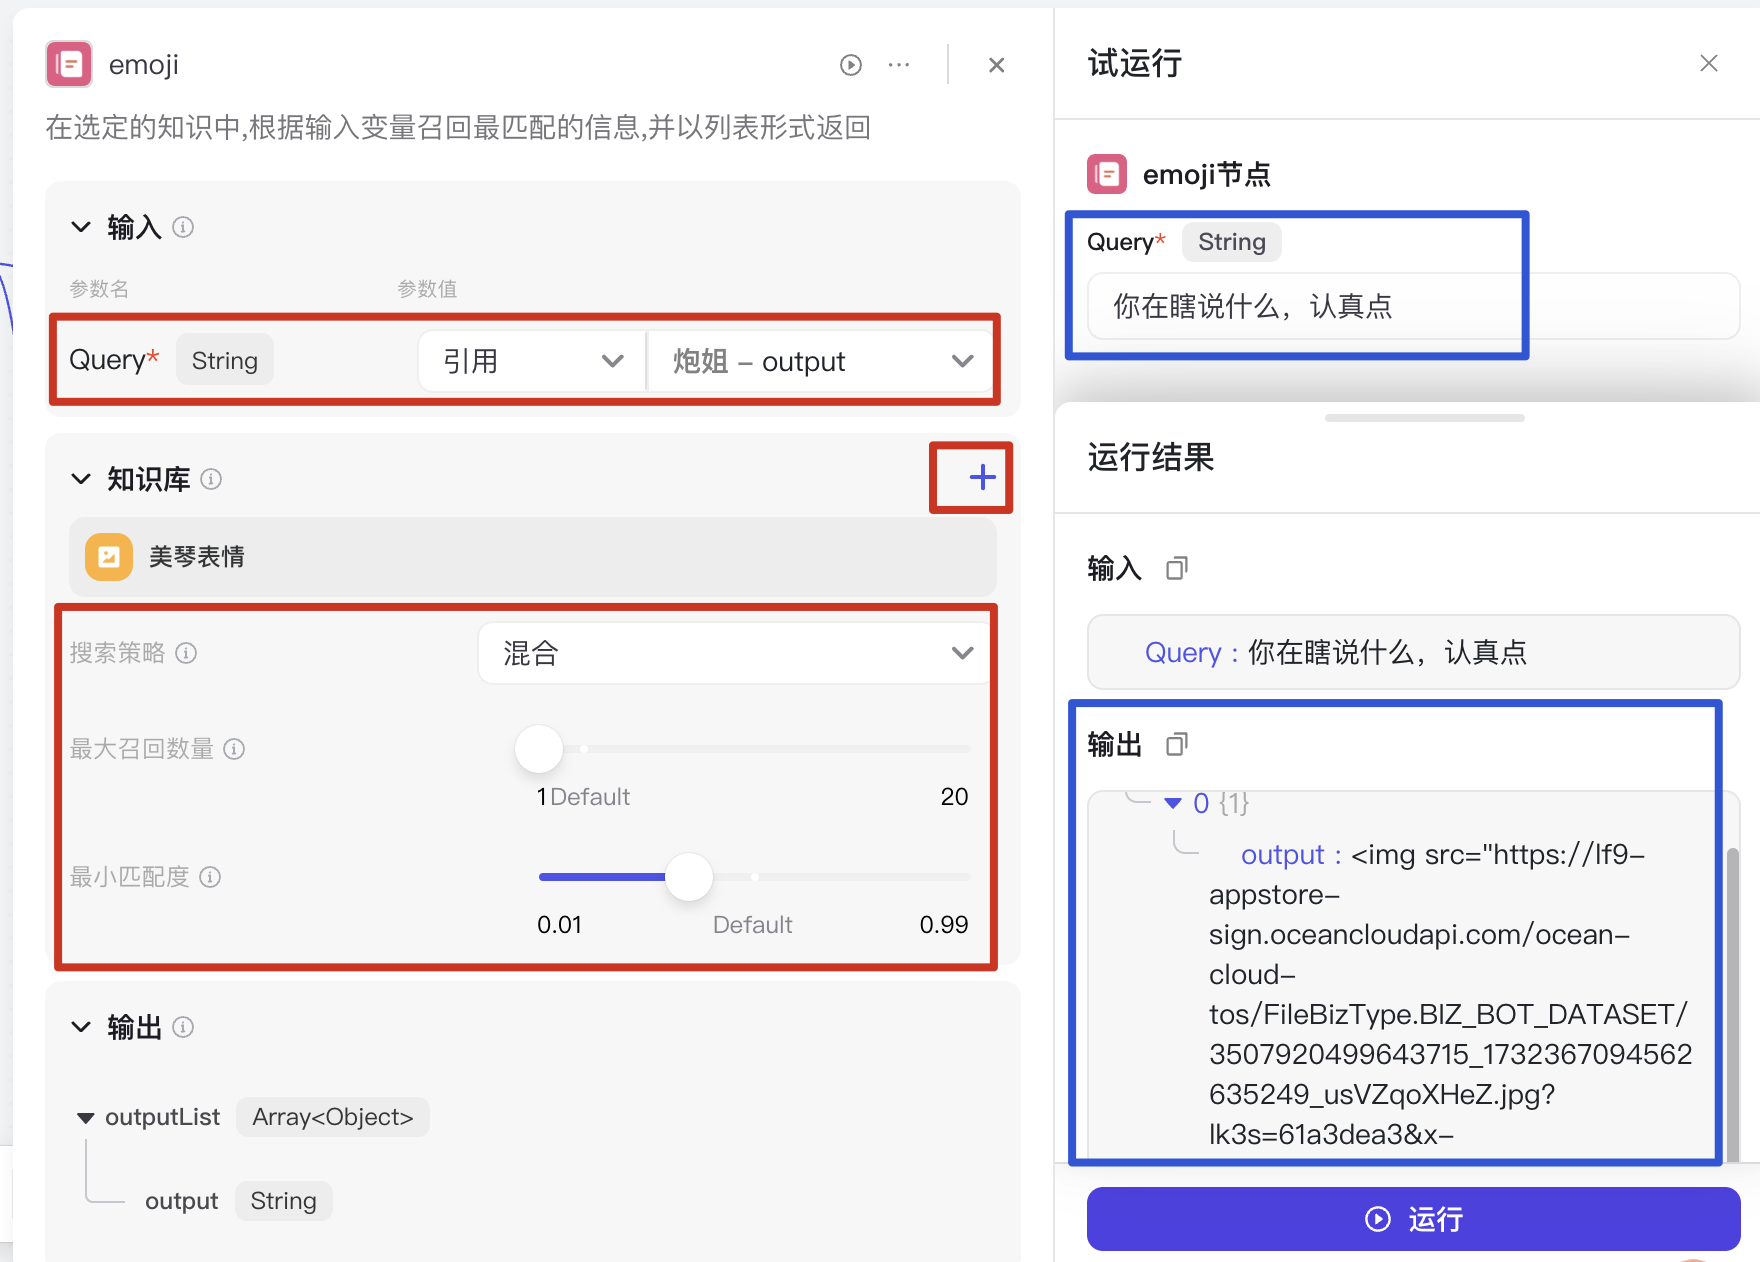 emoji
在选定的知识中,根据输入变量召回最匹配的信息,并以列表形式返回
输入
参数名 参数值
Query* String 引用 炮姐 – output
知识库
美琴表情
搜索策略 混合
最大召回数量
1 Default 20
最小匹配度
0.01 Default 0.99
输出
outputList Array<Object>
output String
试运行
emoji节点
Query* String
你在瞎说什么，认真点
运行结果
输入
Query : 你在瞎说什么，认真点
输出
0 {1}
output : <img src="https://lf9–
appstore–
sign.oceancloudapi.com/ocean–
cloud–
tos/FileBizType.BIZ_BOT_DATASET/
3507920499643715_1732367094562
635249_usVZqoXHeZ.jpg?
lk3s=61a3dea3&x–
运行